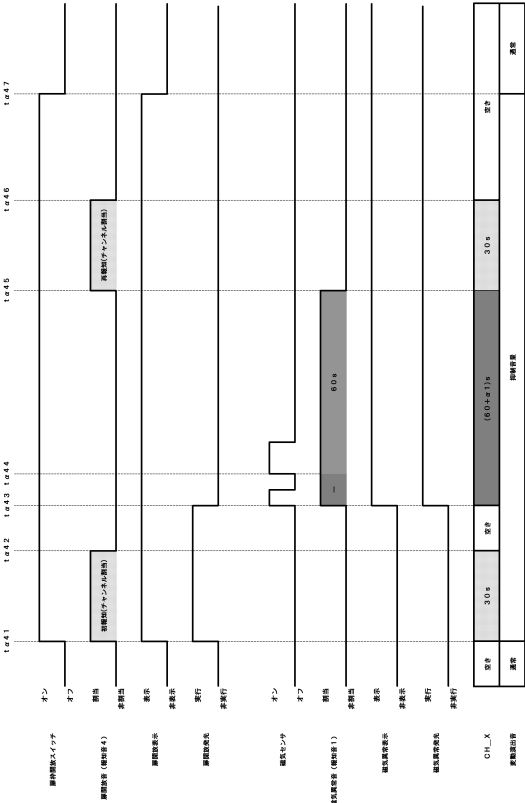 tα41
tα42
tα43
tα44
tα45
tα46
tα47
扉枠開放スイッチ
オン
オフ
扉開放音（報知音4）
割当
非割当
初報知(チャンネル割当)
再報知(チャンネル割当)
扉開放表示
表示
非表示
扉開放発光
実行
非実行
磁気センサ
オン
オフ
磁気異常音（報知音1）
割当
非割当
—
60s
磁気異常表示
表示
非表示
磁気異常発光
実行
非実行
CH_X
空き
30s
空き
(60+α1)s
30s
空き
変動演出音
通常
抑制音量
通常